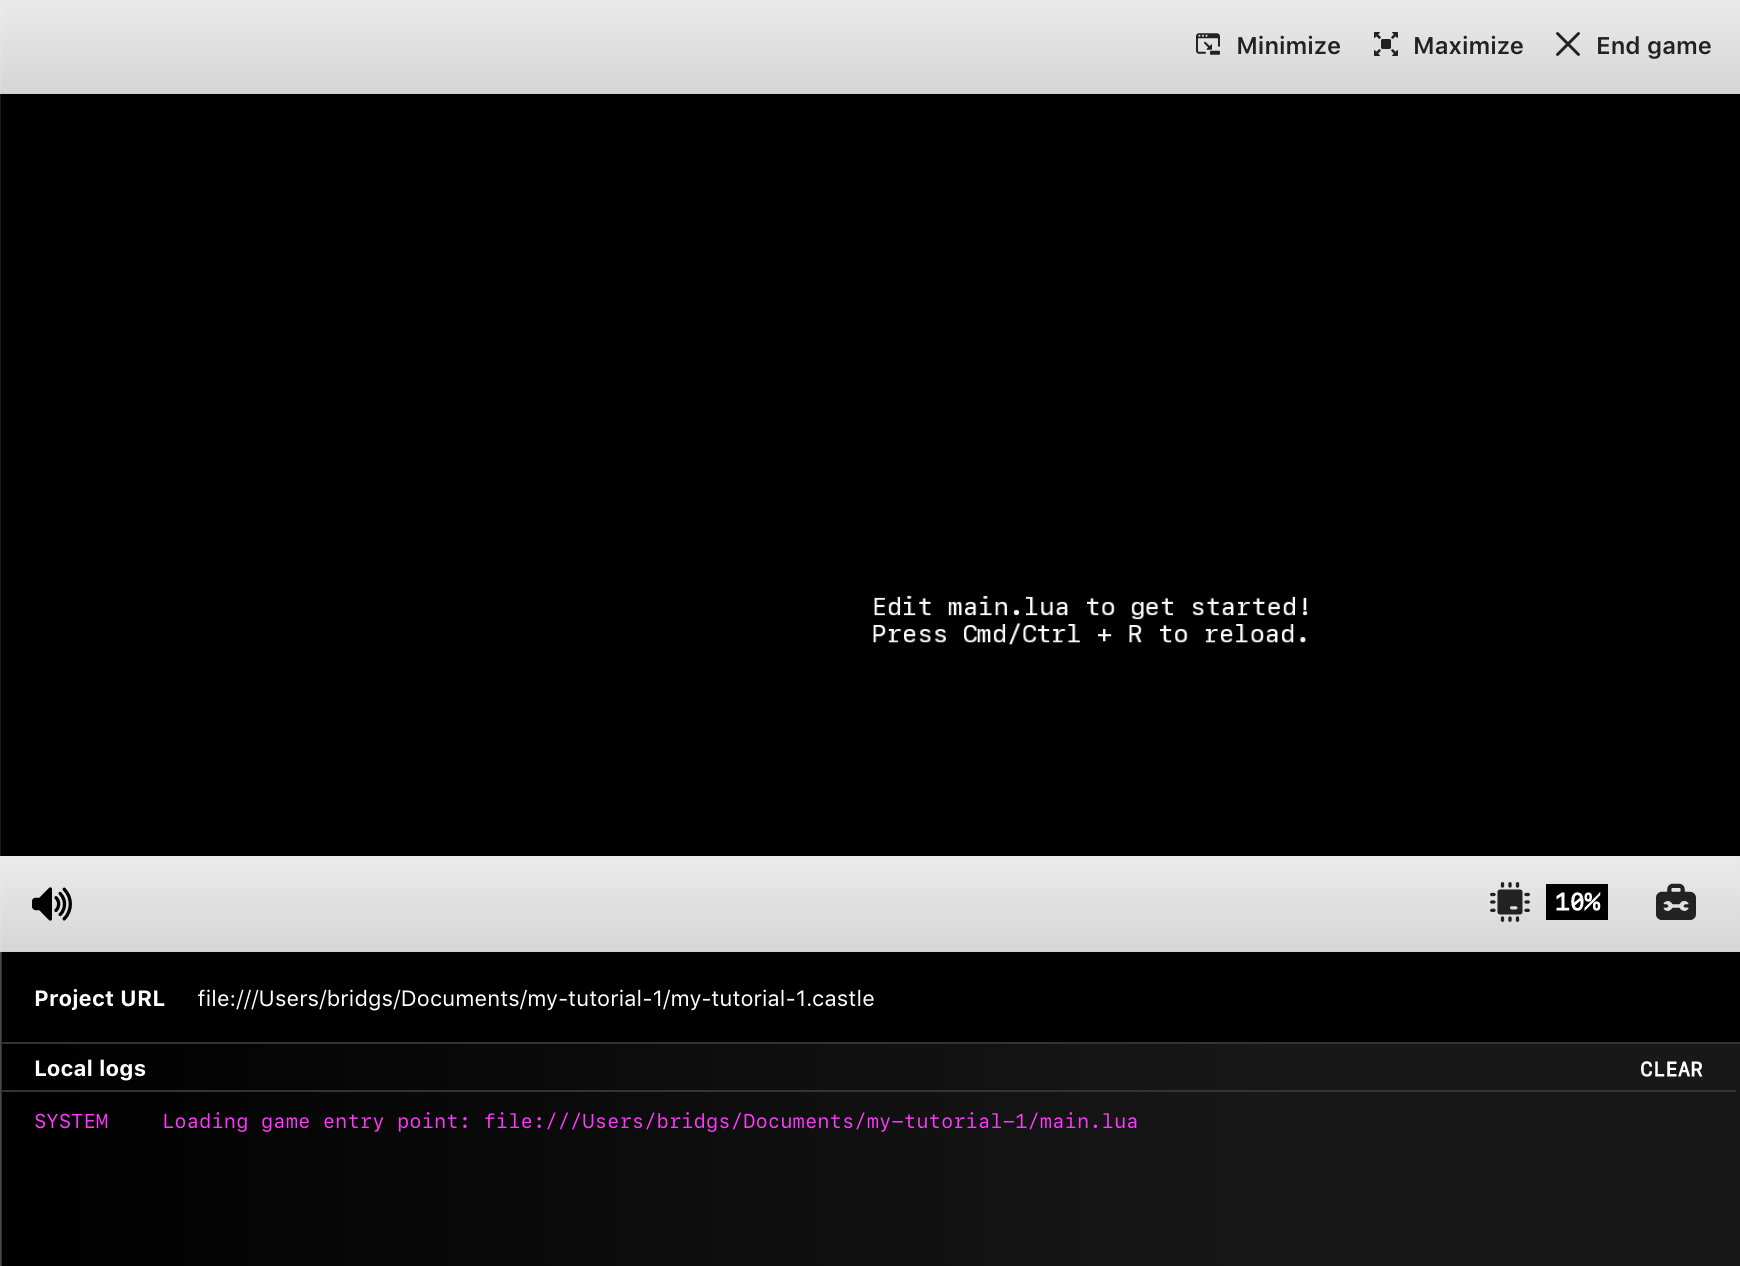 Minimize Maximize End game
Edit main.lua to get started!
Press Cmd/Ctrl + R to reload.
10%
Project URL file:///Users/bridgs/Documents/my-tutorial-1/my-tutorial-1.castle
Local logs CLEAR
SYSTEM Loading game entry point: file:///Users/bridgs/Documents/my-tutorial-1/main.lua